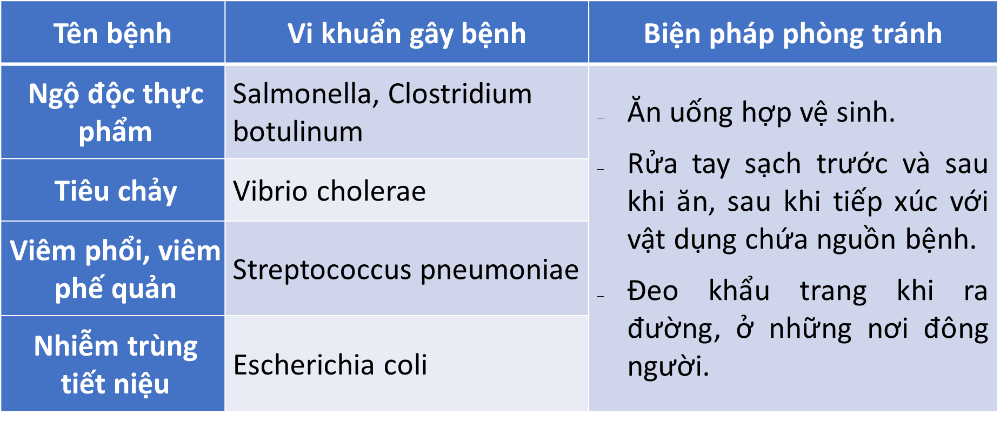 Tên bệnh
Vi khuẩn gây bệnh
Biện pháp phòng tránh
Ngộ độc thực
phẩm
Salmonella, Clostridium
botulinum
Tiêu chảy
Vibrio cholerae
Viêm phổi, viêm
phế quản
Streptococcus pneumoniae
Nhiễm trùng
tiết niệu
Escherichia coli
– Ăn uống hợp vệ sinh.
– Rửa tay sạch trước và sau
khi ăn, sau khi tiếp xúc với
vật dụng chứa nguồn bệnh.
– Đeo khẩu trang khi ra
đường, ở những nơi đông
người.